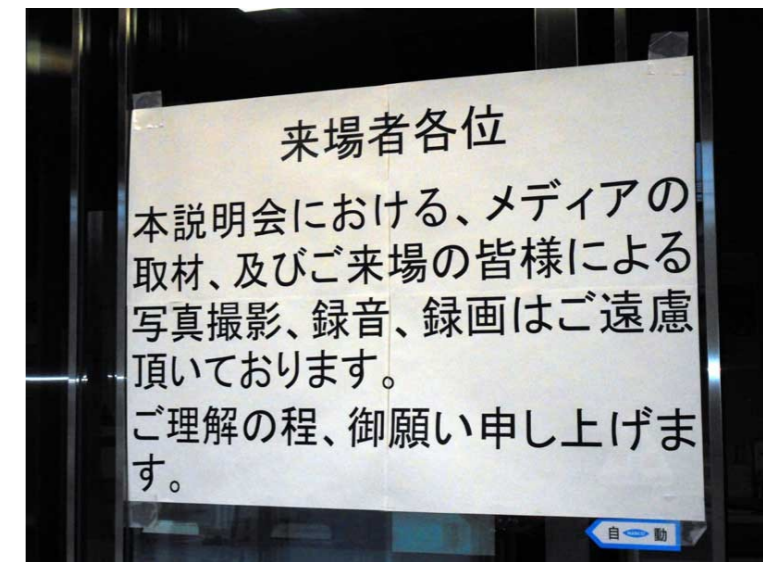 来場者各位
本説明会における、メディアの
取材、及びご来場の皆様による
写真撮影、録音、録画はご遠慮
頂いております。
ご理解の程、御願い申し上げま
す。
自動